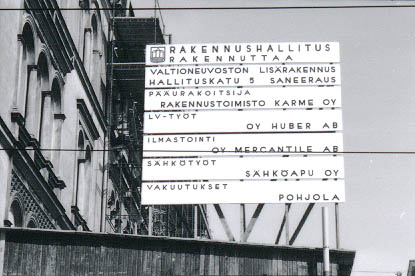 RAKENNUSHALLITUS
RAKENNUTTAA
VALTIONEUVOSTON LISÄRAKENNUS
HALLITUSKATU 5 SANEERAUS
PÄÄURAKOITSIJA
RAKENNUSTOIMISTO KARME OY
LV-TYÖT
OY HUBER AB
ILMASTOINTI
OY MERCANTILE AB
SÄHKÖTYÖT
SÄHKÖAPU OY
VAKUUTUKSET
POHJOLA